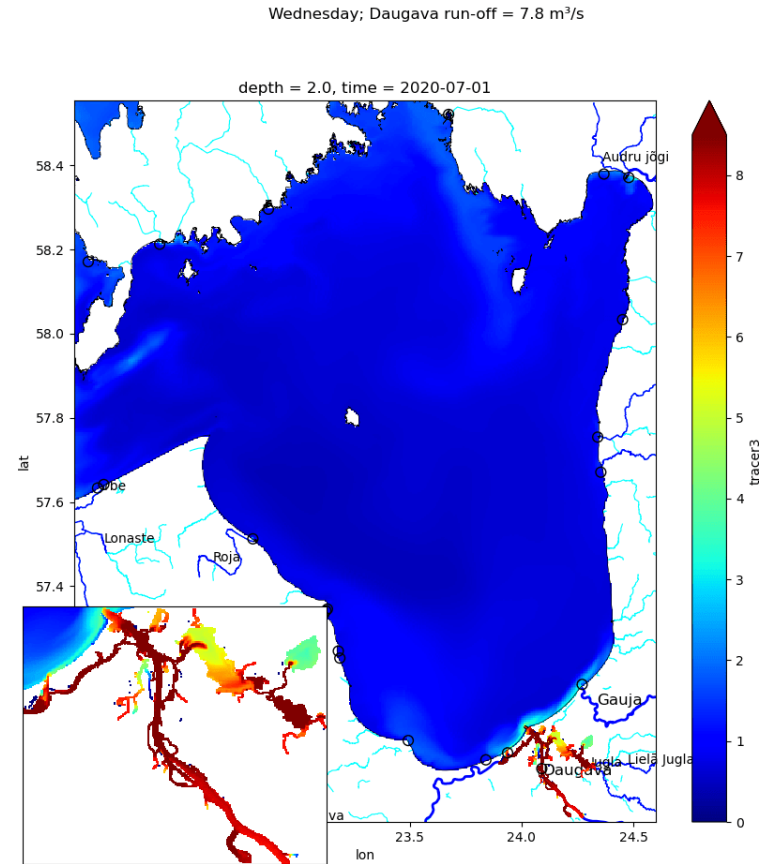 Wednesday; Daugava run-off = 7.8 m³/s
depth = 2.0, time = 2020-07-01
Audru jõgi
58.4
58.2
58.0
57.8
57.6
57.4
lat
Lonaste
Roja
Gauja
Jugla
Lielā Jugla
Daugava
va
23.5
24.0
24.5
lon
8
7
6
5
4
3
2
1
0
tracer3